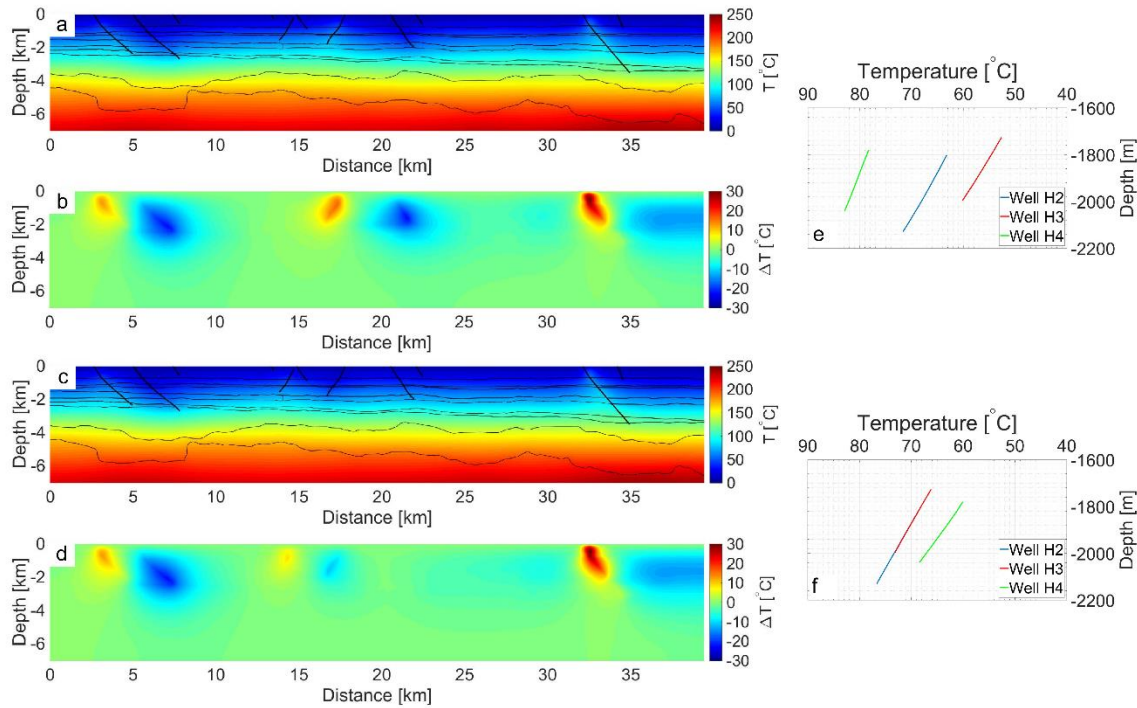 a
Depth [km]
0
-2
-4
-6
0 5 10 15 20 25 30 35
Distance [km]
250
200
150
100
50
0
T [°C]
b
Depth [km]
0
-2
-4
-6
0 5 10 15 20 25 30 35
Distance [km]
30
20
10
0
-10
-20
-30
ΔT [°C]
c
Depth [km]
0
-2
-4
-6
0 5 10 15 20 25 30 35
Distance [km]
250
200
150
100
50
0
T [°C]
d
Depth [km]
0
-2
-4
-6
0 5 10 15 20 25 30 35
Distance [km]
30
20
10
0
-10
-20
-30
ΔT [°C]
Temperature [°C]
90 80 70 60 50 40
-1600
-1800
-2000
-2200
Depth [m]
e
Well H2
Well H3
Well H4
Temperature [°C]
90 80 70 60 50 40
-1600
-1800
-2000
-2200
Depth [m]
f
Well H2
Well H3
Well H4